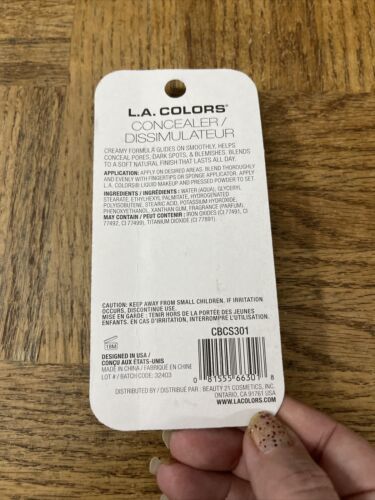 L.A. COLORS®
CONCEALER/
DISSIMULATEUR
CREAMY FORMULA GLIDES ON SMOOTHLY, HELPS
CONCEAL PORES, DARK SPOTS, & BLEMISHES. BLENDS
TO A SOFT NATURAL FINISH THAT LASTS ALL DAY.
APPLICATION: APPLY ON DESIRED AREAS. BLEND THOROUGHLY
AND EVENLY WITH FINGERTIPS OR SPONGE APPLICATOR. APPLY
L.A. COLORS® LIQUID MAKEUP AND PRESSED POWDER TO SET.
INGREDIENTS / INGRÉDIENTS : WATER (AQUA), GLYCERYL
STEARATE, ETHYLHEXYL PALMITATE, HYDROGENATED
POLYISOBUTENE, STEARIC ACID, POTASSIUM HYDROXIDE,
PHENOXYETHANOL, XANTHAN GUM, FRAGRANCE (PARFUM).
MAY CONTAIN / PEUT CONTENIR : IRON OXIDES (CI 77491, CI
77492, CI 77499), TITANIUM DIOXIDE (CI 77891).
CAUTION: KEEP AWAY FROM SMALL CHILDREN. IF IRRITATION
OCCURS, DISCONTINUE USE.
MISE EN GARDE : TENIR HORS DE LA PORTÉE DES JEUNES
ENFANTS. EN CAS D'IRRITATION, INTERROMPRE L'UTILISATION.
CBCS301
18M
DESIGNED IN USA /
CONÇU AUX ÉTATS-UNIS
MADE IN CHINA / FABRIQUÉ EN CHINE
LOT # / BATCH CODE: 32403
0 81555 66301 8
DISTRIBUTED BY / DISTRIBUÉ PAR : BEAUTY 21 COSMETICS, INC.
ONTARIO, CA 91761 USA
WWW.LACOLORS.COM